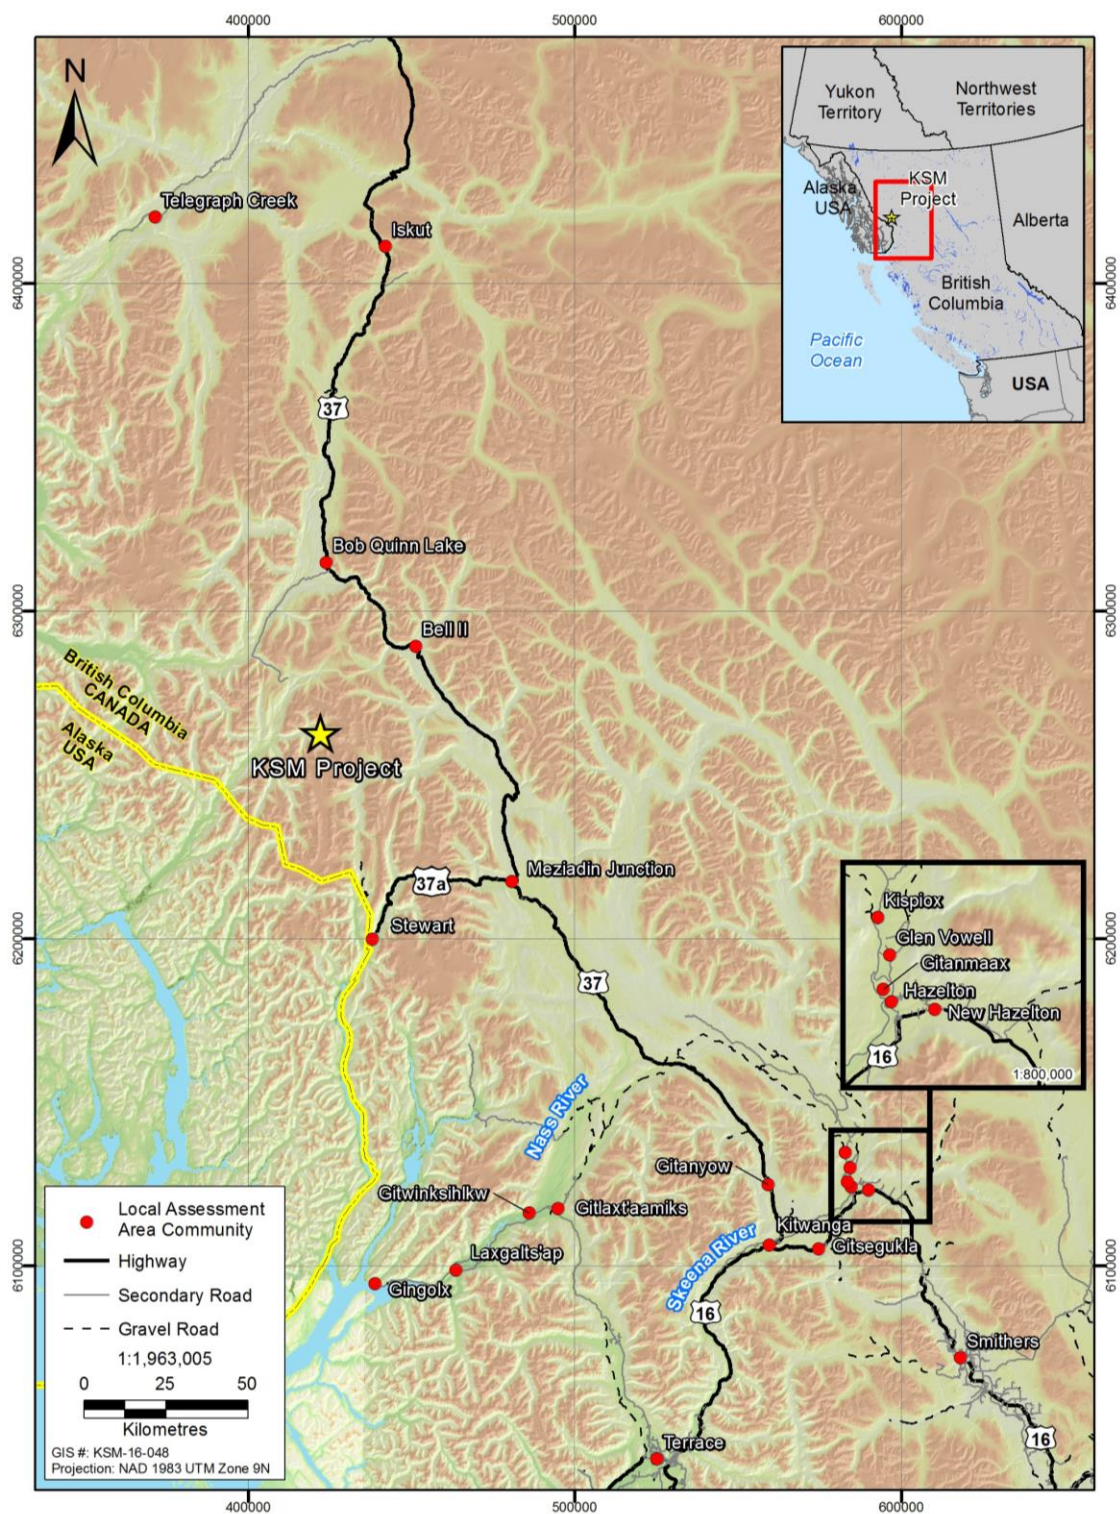 400000
500000
600000
N
Telegraph Creek
Iskut
Yukon
Territory
Northwest
Territories
Alaska
USA
KSM
Project
Alberta
British
Columbia
Pacific
Ocean
USA
6400000
6400000
37
Bob Quinn Lake
6300000
6300000
Bell II
British Columbia
CANADA
Alaska
USA
KSM Project
Meziadin Junction
37a
Stewart
6200000
6200000
37
Kispiox
Glen Vowell
Gitanmaax
Hazelton
New Hazelton
16
1:800,000
Nass River
Gitanyow
Gitwinksihlkw
Gitlaxt'aamiks
Kitwanga
Gitsegukla
Skeena River
Laxgalts'ap
Gingolx
6100000
6100000
16
Smithers
Terrace
16
Local Assessment
Area Community
Highway
Secondary Road
Gravel Road
1:1,963,005
0 25 50
Kilometres
GIS #: KSM-16-048
Projection: NAD 1983 UTM Zone 9N
400000
500000
600000